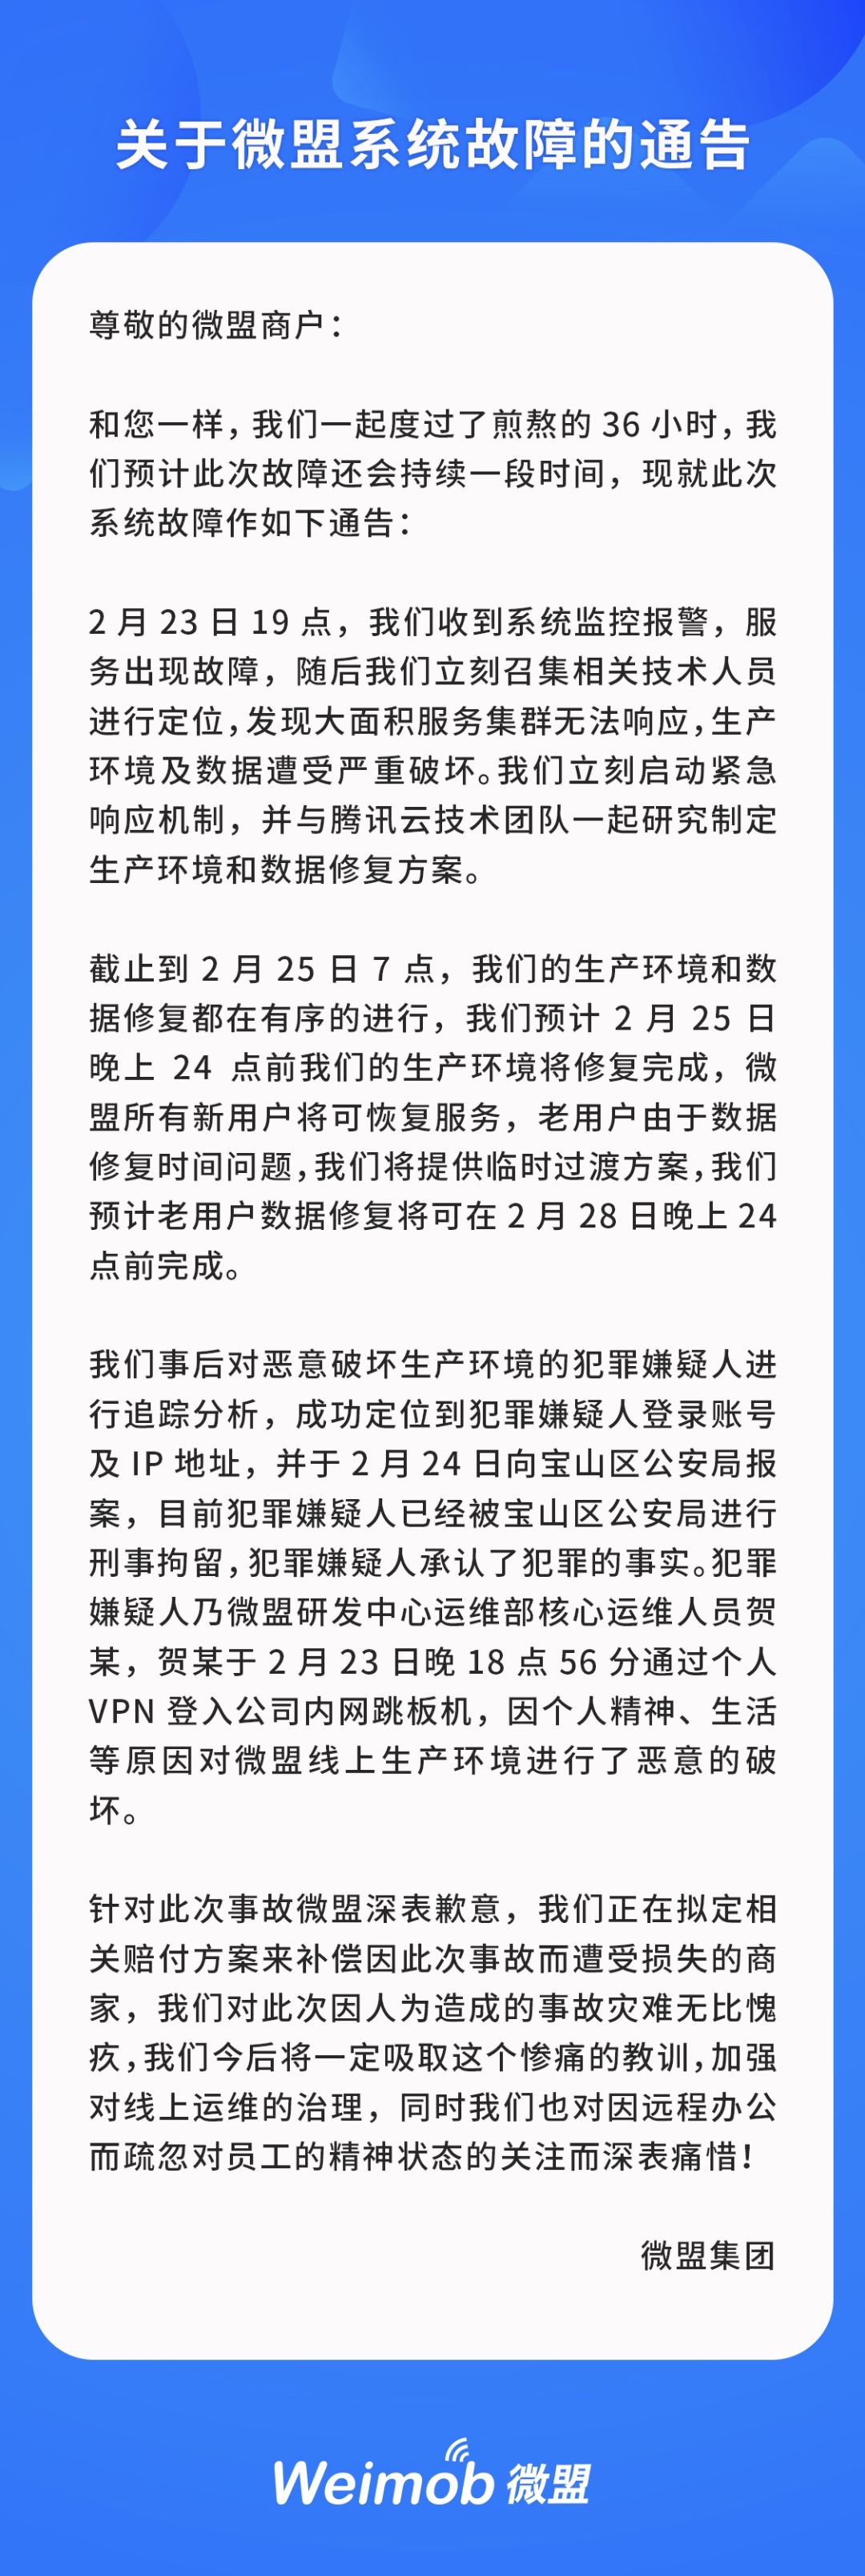 关于微盟系统故障的通告
尊敬的微盟商户：
和您一样，我们一起度过了煎熬的 36 小时，我
们预计此次故障还会持续一段时间，现就此次
系统故障作如下通告：
2 月 23 日 19 点，我们收到系统监控报警，服
务出现故障，随后我们立刻召集相关技术人员
进行定位，发现大面积服务集群无法响应，生产
环境及数据遭受严重破坏。我们立刻启动紧急
响应机制，并与腾讯云技术团队一起研究制定
生产环境和数据修复方案。
截止到 2 月 25 日 7 点，我们的生产环境和数
据修复都在有序的进行，我们预计 2 月 25 日
晚上 24 点前我们的生产环境将修复完成，微
盟所有新用户将可恢复服务，老用户由于数据
修复时间问题，我们将提供临时过渡方案，我们
预计老用户数据修复将可在 2 月 28 日晚上 24
点前完成。
我们事后对恶意破坏生产环境的犯罪嫌疑人进
行追踪分析，成功定位到犯罪嫌疑人登录账号
及 IP 地址，并于 2 月 24 日向宝山区公安局报
案，目前犯罪嫌疑人已经被宝山区公安局进行
刑事拘留，犯罪嫌疑人承认了犯罪的事实。犯罪
嫌疑人乃微盟研发中心运维部核心运维人员贺
某，贺某于 2 月 23 日晚 18 点 56 分通过个人
VPN 登入公司内网跳板机，因个人精神、生活
等原因对微盟线上生产环境进行了恶意的破
坏。
针对此次事故微盟深表歉意，我们正在拟定相
关赔付方案来补偿因此次事故而遭受损失的商
家，我们对此次因人为造成的事故灾难无比愧
疚，我们今后将一定吸取这个惨痛的教训，加强
对线上运维的治理，同时我们也对因远程办公
而疏忽对员工的精神状态的关注而深表痛惜！
微盟集团
Weimob 微盟